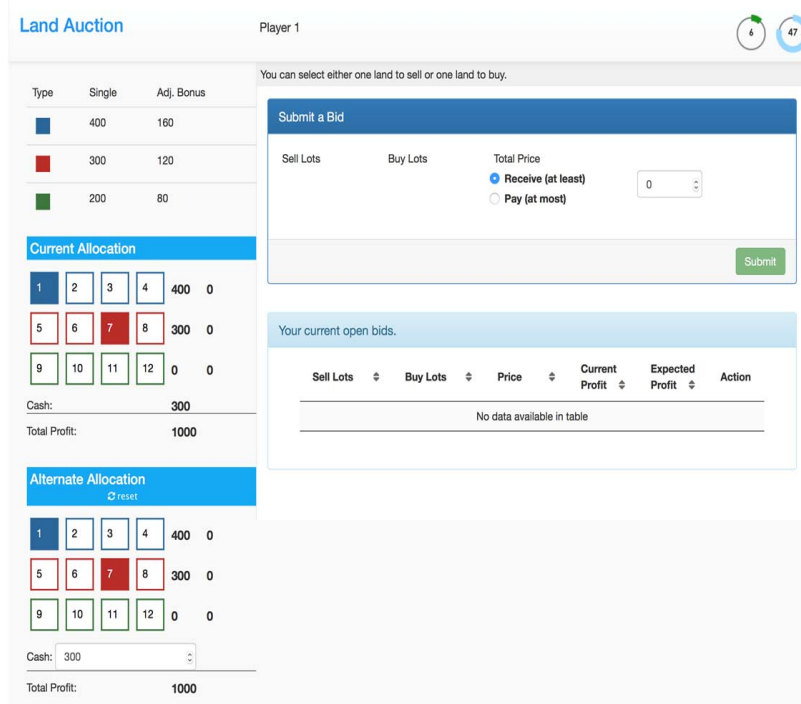 Land Auction
Player 1
6 47
You can select either one land to sell or one land to buy.
Type Single Adj. Bonus
400 160
300 120
200 80
Current Allocation
1 2 3 4 400 0
5 6 7 8 300 0
9 10 11 12 0 0
Cash: 300
Total Profit: 1000
Alternate Allocation
reset
1 2 3 4 400 0
5 6 7 8 300 0
9 10 11 12 0 0
Cash: 300
Total Profit: 1000
Submit a Bid
Sell Lots Buy Lots Total Price
Receive (at least) 0
Pay (at most)
Submit
Your current open bids.
Sell Lots Buy Lots Price Current Profit Expected Profit Action
No data available in table